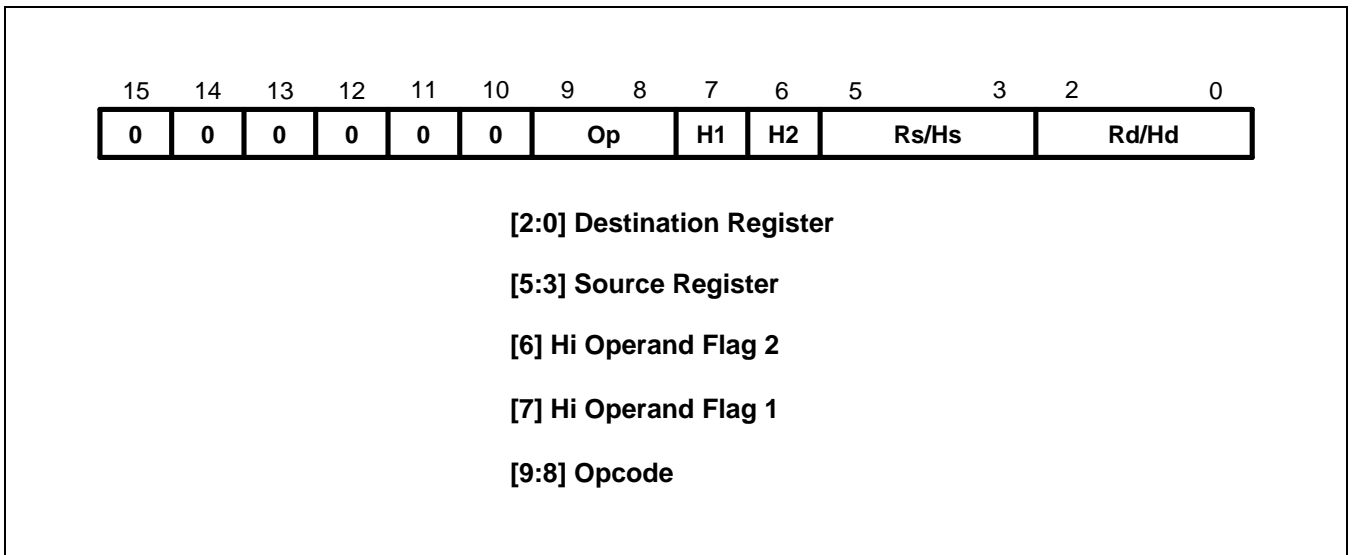 15 14 13 12 11 10 9 8 7 6 5 3 2 0
0 0 0 0 0 0 Op H1 H2 Rs/Hs Rd/Hd
[2:0] Destination Register
[5:3] Source Register
[6] Hi Operand Flag 2
[7] Hi Operand Flag 1
[9:8] Opcode